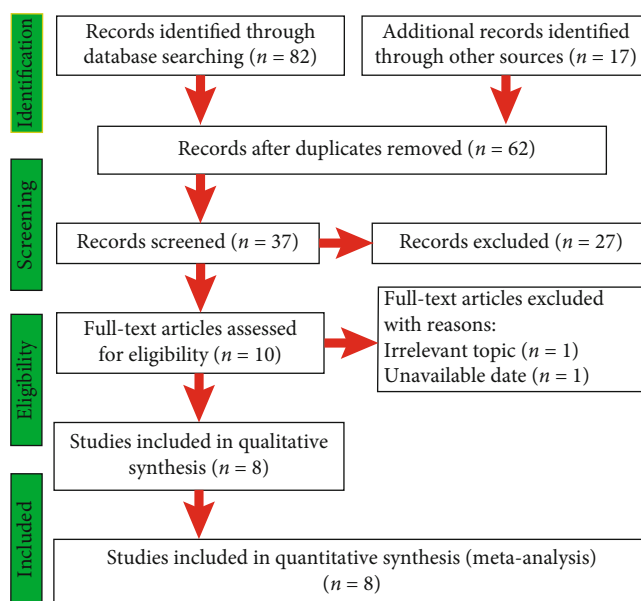 Identification
Records identified through
database searching (n = 82)
Additional records identified
through other sources (n = 17)
Records after duplicates removed (n = 62)
Screening
Records screened (n = 37)
Records excluded (n = 27)
Eligibility
Full-text articles assessed
for eligibility (n = 10)
Full-text articles excluded
with reasons:
Irrelevant topic (n = 1)
Unavailable date (n = 1)
Studies included in qualitative
synthesis (n = 8)
Included
Studies included in quantitative synthesis (meta-analysis)
(n = 8)